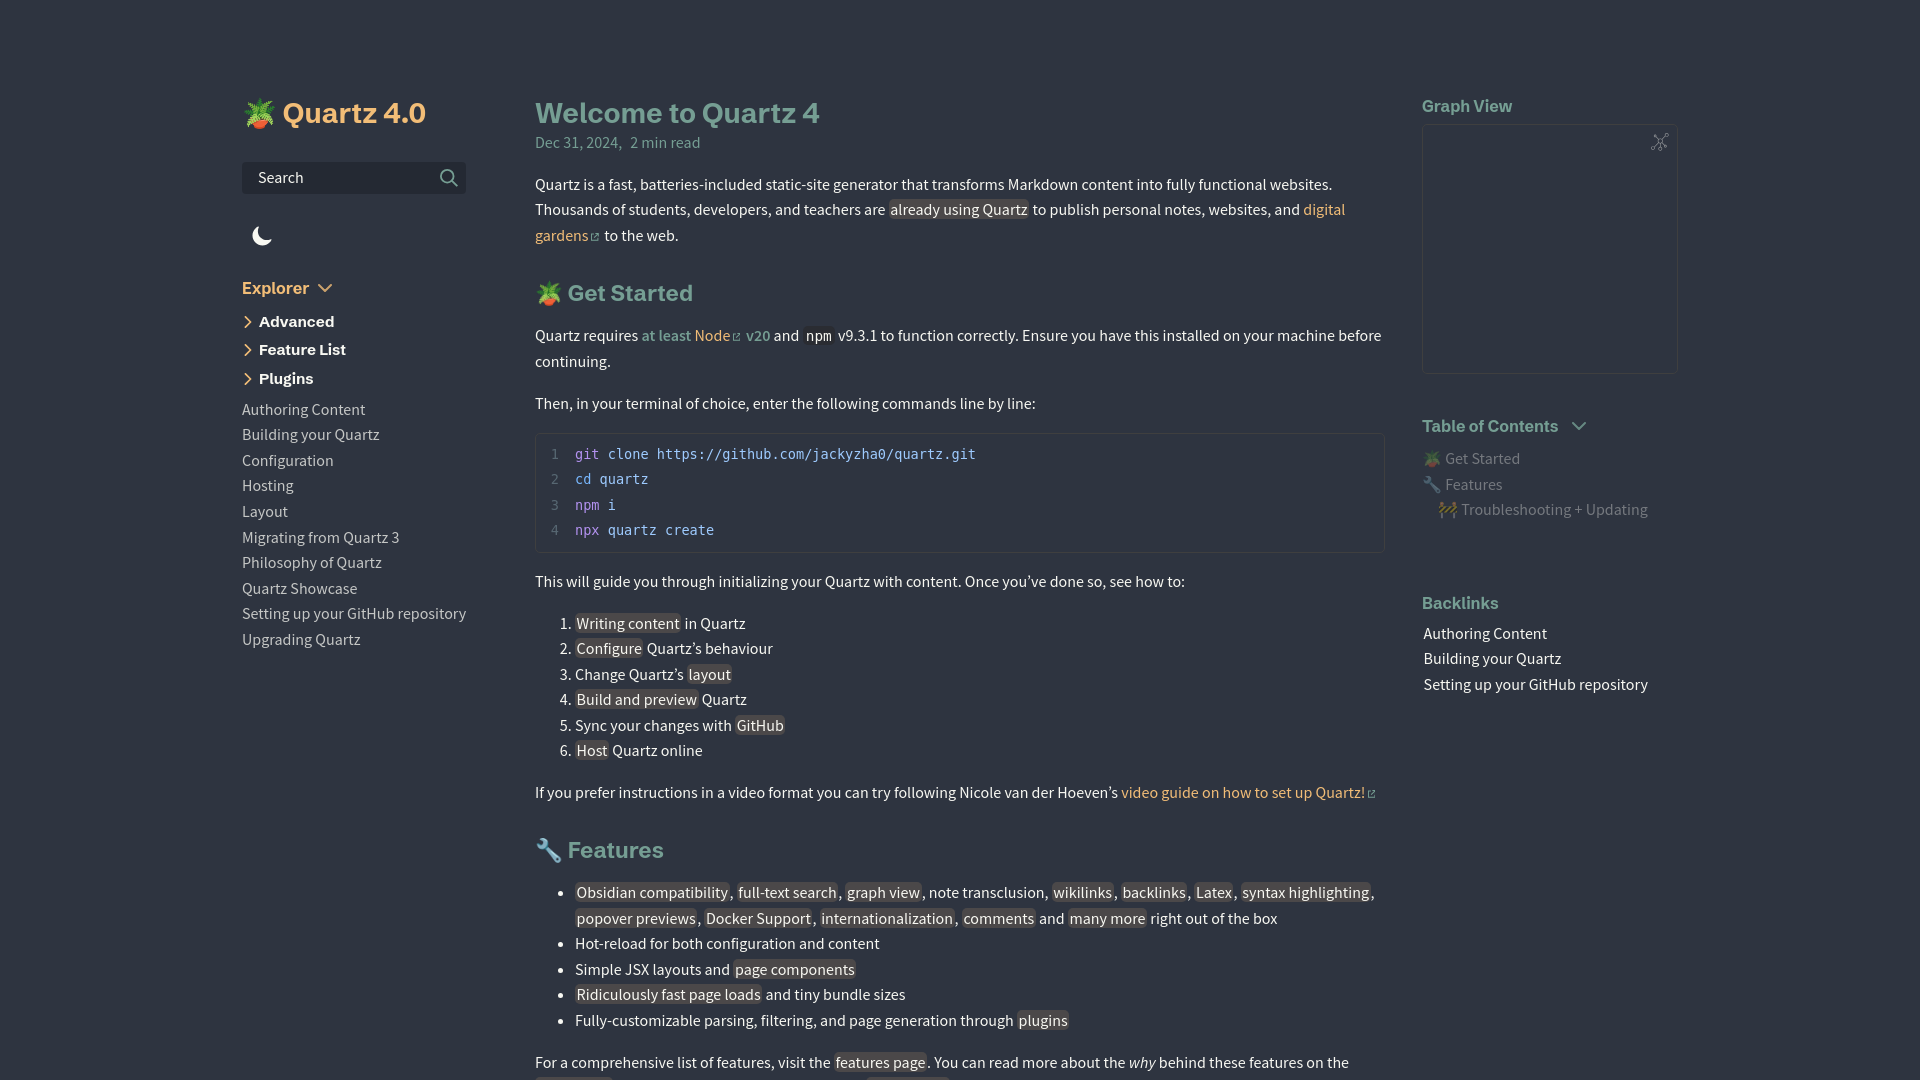 🪴 Quartz 4.0
Search
Explorer
Advanced
Feature List
Plugins
Authoring Content
Building your Quartz
Configuration
Hosting
Layout
Migrating from Quartz 3
Philosophy of Quartz
Quartz Showcase
Setting up your GitHub repository
Upgrading Quartz
Welcome to Quartz 4
Dec 31, 2024, 2 min read
Quartz is a fast, batteries-included static-site generator that transforms Markdown content into fully functional websites.
Thousands of students, developers, and teachers are already using Quartz to publish personal notes, websites, and digital
gardens to the web.
🪴 Get Started
Quartz requires at least Node v20 and npm v9.3.1 to function correctly. Ensure you have this installed on your machine before
continuing.
Then, in your terminal of choice, enter the following commands line by line:
1 git clone https://github.com/jackyzha0/quartz.git
2 cd quartz
3 npm i
4 npx quartz create
This will guide you through initializing your Quartz with content. Once you’ve done so, see how to:
1. Writing content in Quartz
2. Configure Quartz’s behaviour
3. Change Quartz’s layout
4. Build and preview Quartz
5. Sync your changes with GitHub
6. Host Quartz online
If you prefer instructions in a video format you can try following Nicole van der Hoeven’s video guide on how to set up Quartz!
🔧 Features
• Obsidian compatibility, full-text search, graph view, note transclusion, wikilinks, backlinks, Latex, syntax highlighting,
popover previews, Docker Support, internationalization, comments and many more right out of the box
• Hot-reload for both configuration and content
• Simple JSX layouts and page components
• Ridiculously fast page loads and tiny bundle sizes
• Fully-customizable parsing, filtering, and page generation through plugins
For a comprehensive list of features, visit the features page. You can read more about the why behind these features on the
Graph View
Table of Contents
🪴 Get Started
🔧 Features
🚧 Troubleshooting + Updating
Backlinks
Authoring Content
Building your Quartz
Setting up your GitHub repository